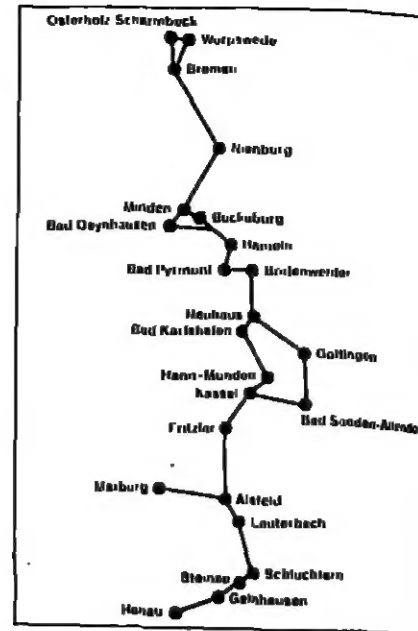 Osterholz Scharmbeck
Worpswede
Bremen
Nienburg
Minden
Buckeburg
Bad Oeynhausen
Hameln
Bad Pyrmont
Bodenwerder
Neuhaus
Bad Karlshafen
Gottingen
Hann-Munden
Kassel
Bad Sooden-Allendo
Fritzlar
Marburg
Alsfeld
Lauterbach
Steinau
Schluchtern
Gelnhausen
Hanau